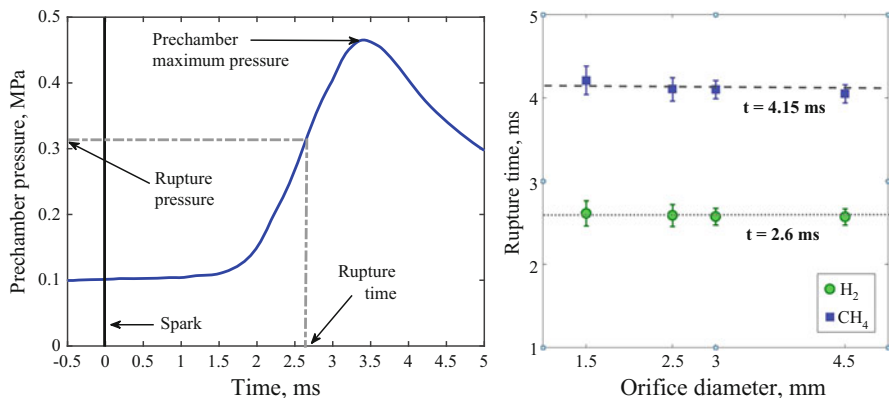 0.5
0.4
0.3
0.2
0.1
0
-0.5
0
0.5
1
1.5
2
2.5
3
3.5
4
4.5
5
Prechamber pressure, MPa
Time, ms
Prechamber
maximum pressure
Rupture
pressure
Rupture
time
Spark
5
4
3
2
1
1.5
2.5
3
4.5
Rupture time, ms
Orifice diameter, mm
t = 4.15 ms
t = 2.6 ms
H2
CH4